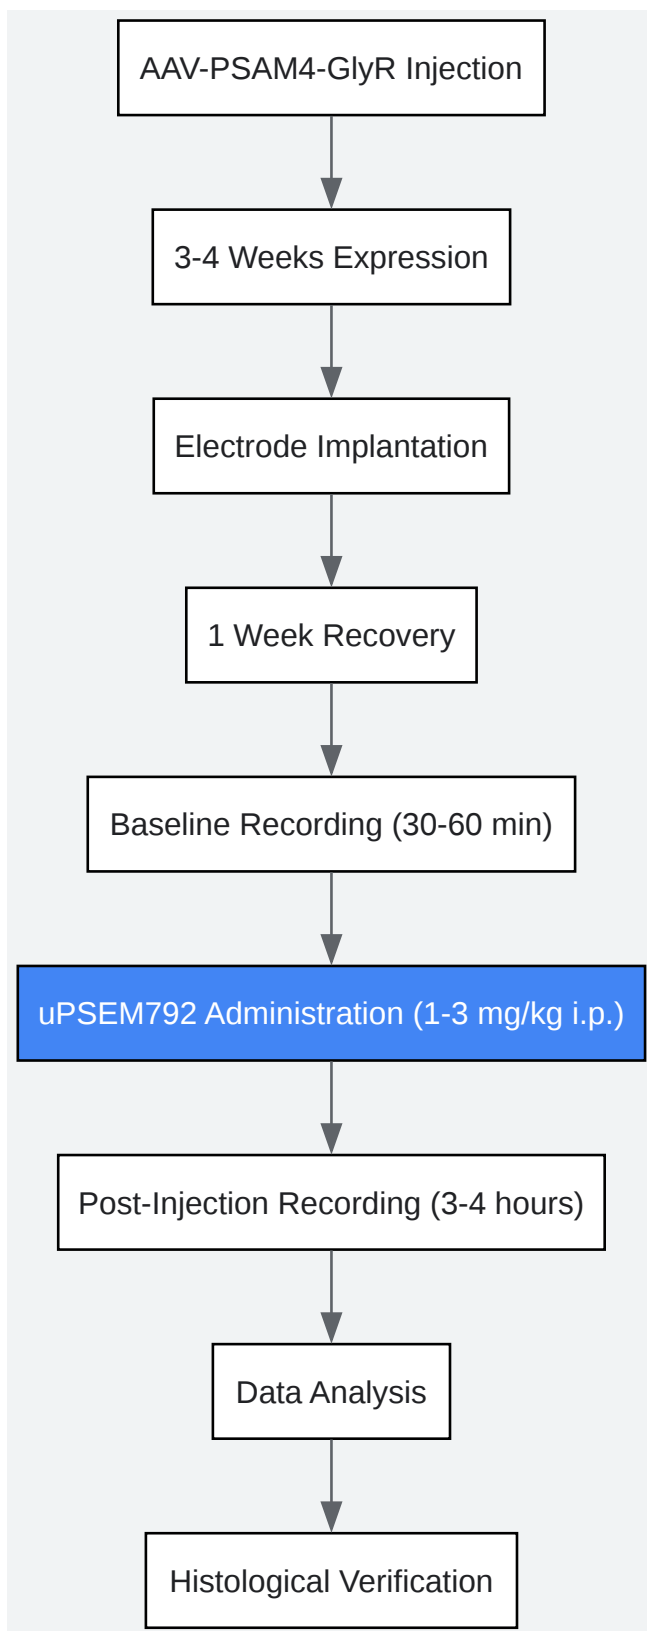 AAV-PSAM4-GlyR Injection
3-4 Weeks Expression
Electrode Implantation
1 Week Recovery
Baseline Recording (30-60 min)
uPSEM792 Administration (1-3 mg/kg i.p.)
Post-Injection Recording (3-4 hours)
Data Analysis
Histological Verification